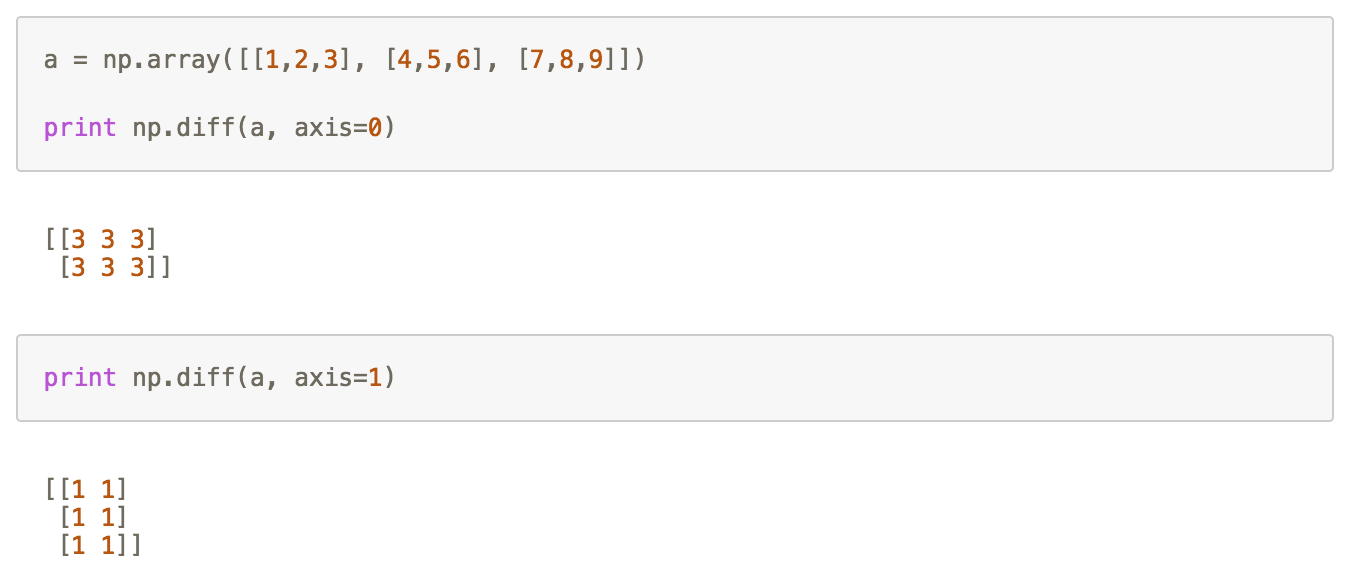 a = np.array([[1,2,3], [4,5,6], [7,8,9]])
print np.diff(a, axis=0)
[[3 3 3]
 [3 3 3]]
print np.diff(a, axis=1)
[[1 1]
 [1 1]
 [1 1]]